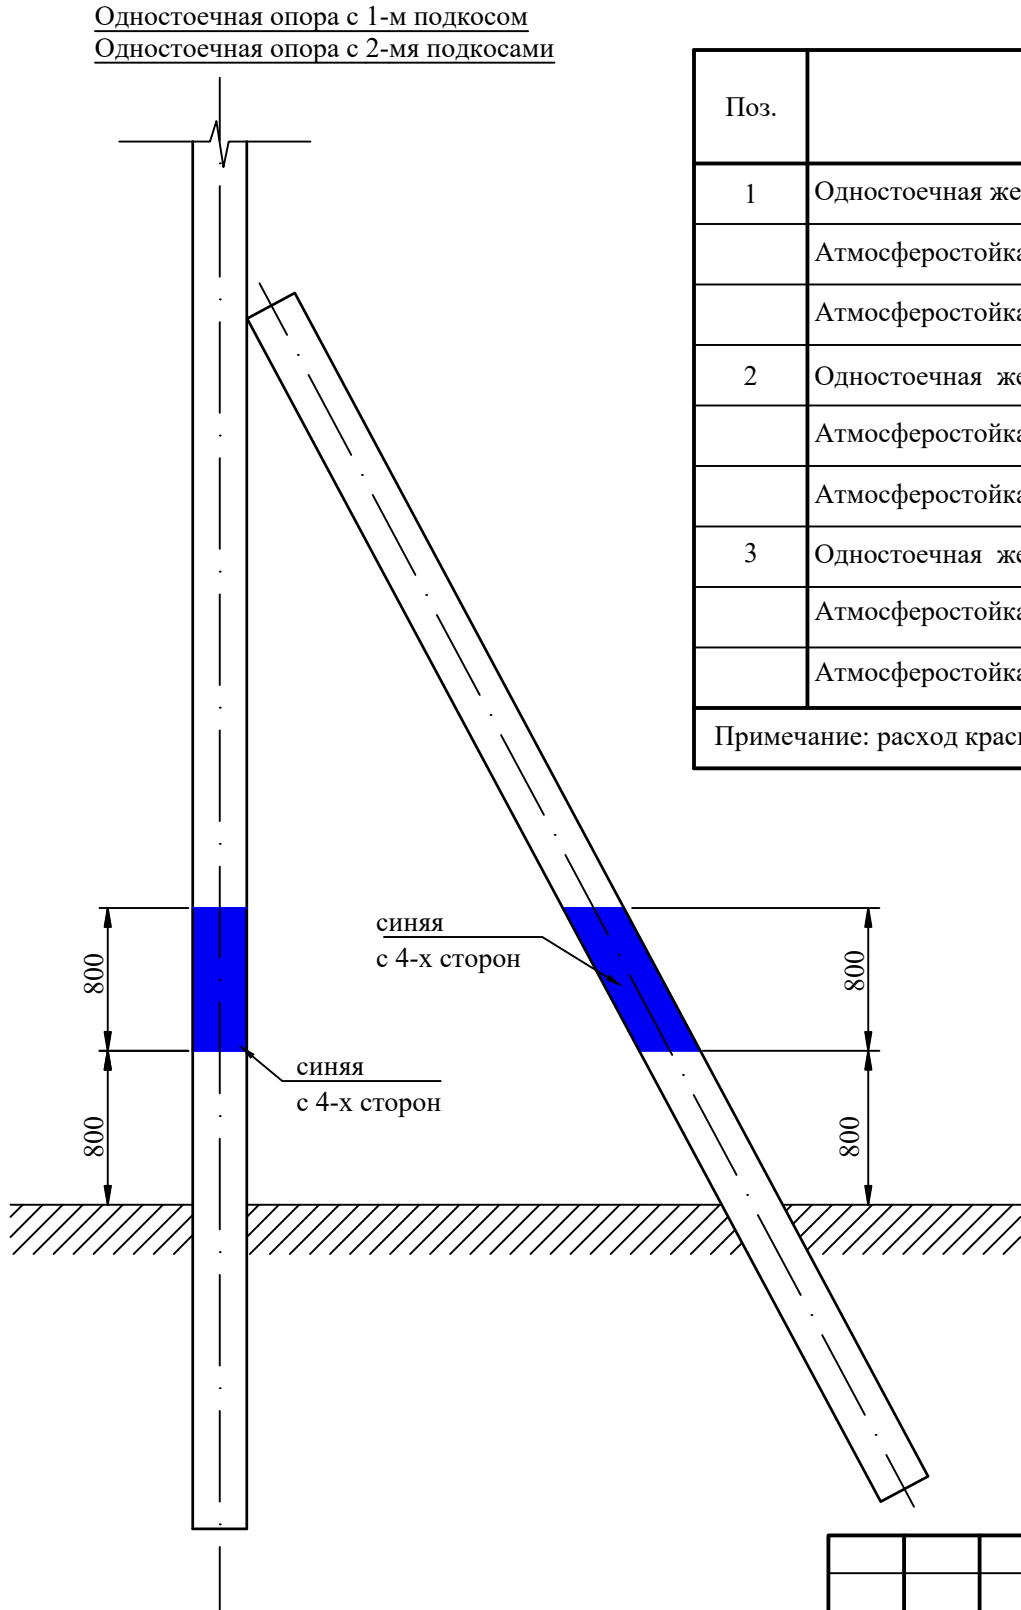 Одностоечная опора с 1-м подкосом
Одностоечная опора с 2-мя подкосами
Поз.
1 Одностоечная же
Атмосферостойка
Атмосферостойка
2 Одностоечная же
Атмосферостойка
Атмосферостойка
3 Одностоечная же
Атмосферостойка
Атмосферостойка
Примечание: расход крас
800
синяя
с 4-х сторон
800
синяя
с 4-х сторон
800
800